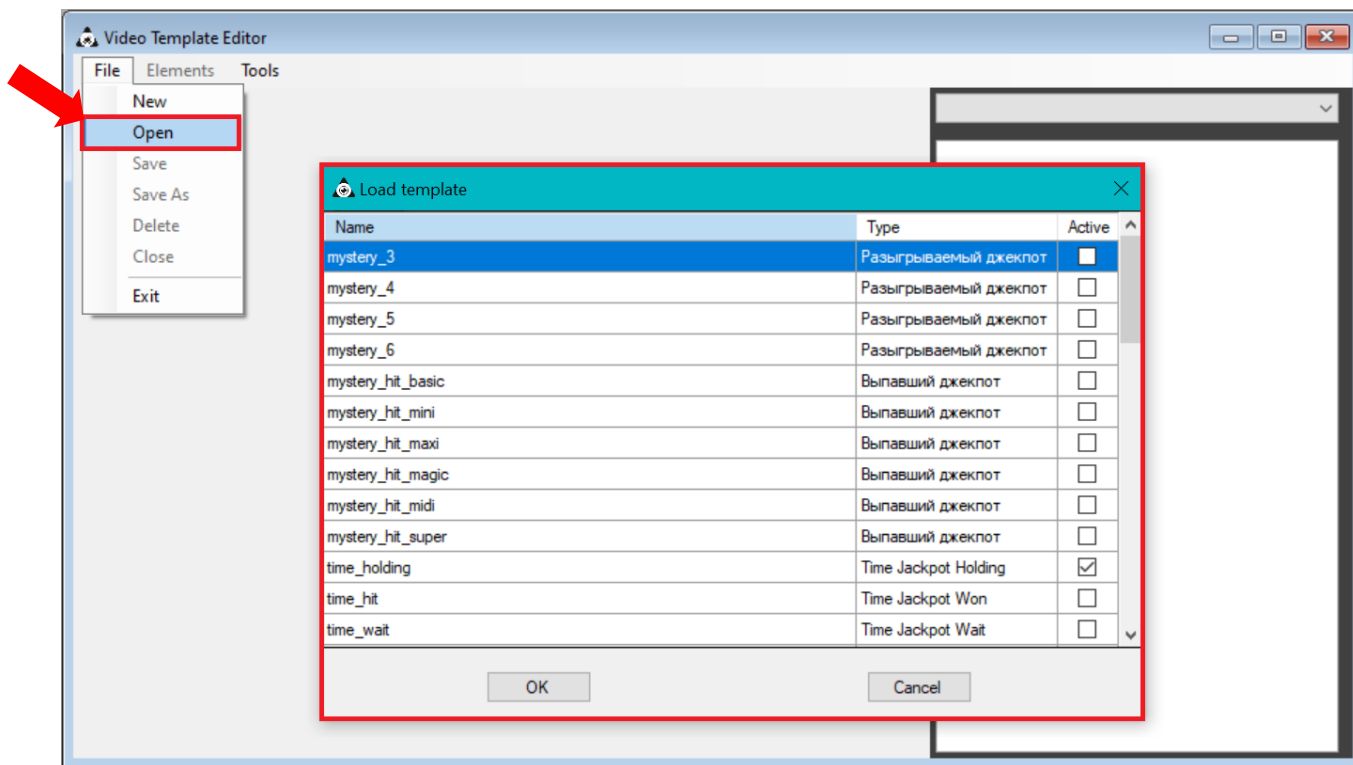 Video Template Editor
File Elements Tools
New
Open
Save
Save As
Delete
Close
Exit
Load template
Name Type Active
mystery_3 Разыгрываемый джекпот
mystery_4 Разыгрываемый джекпот
mystery_5 Разыгрываемый джекпот
mystery_6 Разыгрываемый джекпот
mystery_hit_basic Выпавший джекпот
mystery_hit_mini Выпавший джекпот
mystery_hit_maxi Выпавший джекпот
mystery_hit_magic Выпавший джекпот
mystery_hit_midi Выпавший джекпот
mystery_hit_super Выпавший джекпот
time_holding Time Jackpot Holding
time_hit Time Jackpot Won
time_wait Time Jackpot Wait
OK Cancel